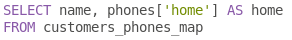 SELECT name, phones['home'] AS home
FROM customers_phones_map